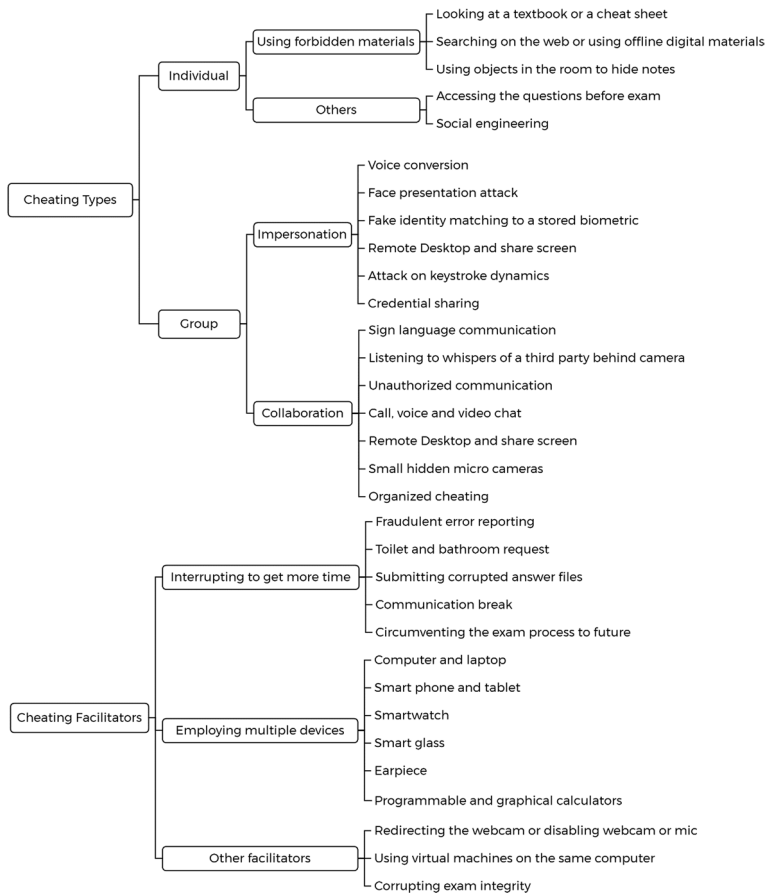 Cheating Types
Individual
Using forbidden materials
Looking at a textbook or a cheat sheet
Searching on the web or using offline digital materials
Using objects in the room to hide notes
Others
Accessing the questions before exam
Social engineering
Group
Impersonation
Voice conversion
Face presentation attack
Fake identity matching to a stored biometric
Remote Desktop and share screen
Attack on keystroke dynamics
Credential sharing
Collaboration
Sign language communication
Listening to whispers of a third party behind camera
Unauthorized communication
Call, voice and video chat
Remote Desktop and share screen
Small hidden micro cameras
Organized cheating
Cheating Facilitators
Interrupting to get more time
Fraudulent error reporting
Toilet and bathroom request
Submitting corrupted answer files
Communication break
Circumventing the exam process to future
Employing multiple devices
Computer and laptop
Smart phone and tablet
Smartwatch
Smart glass
Earpiece
Programmable and graphical calculators
Other facilitators
Redirecting the webcam or disabling webcam or mic
Using virtual machines on the same computer
Corrupting exam integrity